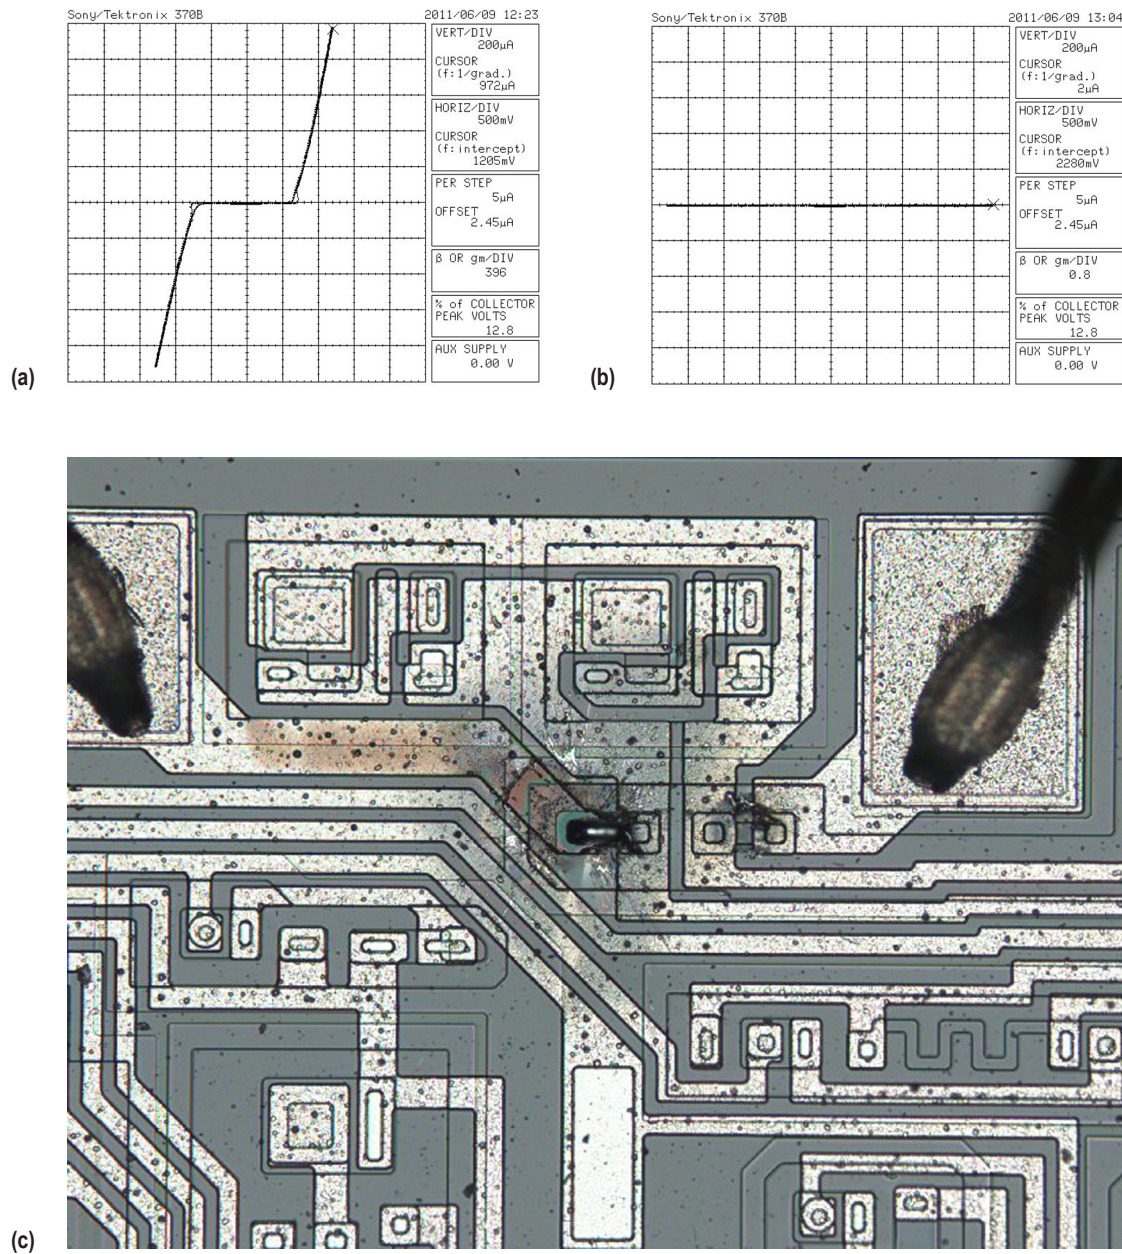 Sony/Tektronix 370B
2011/06/09 12:23
VERT/DIV
200µA
CURSOR
(f:1/grad.)
972µA
HORIZ/DIV
500mV
CURSOR
(f:intercept)
1205mV
PER STEP
5µA
OFFSET
2.45µA
β OR gm/DIV
396
% of COLLECTOR
PEAK VOLTS
12.8
AUX SUPPLY
0.00 V
(a)
Sony/Tektronix 370B
2011/06/09 13:04
VERT/DIV
200µA
CURSOR
(f:1/grad.)
2µA
HORIZ/DIV
500mV
CURSOR
(f:intercept)
2280mV
PER STEP
5µA
OFFSET
2.45µA
β OR gm/DIV
0.8
% of COLLECTOR
PEAK VOLTS
12.8
AUX SUPPLY
0.00 V
(b)
(c)